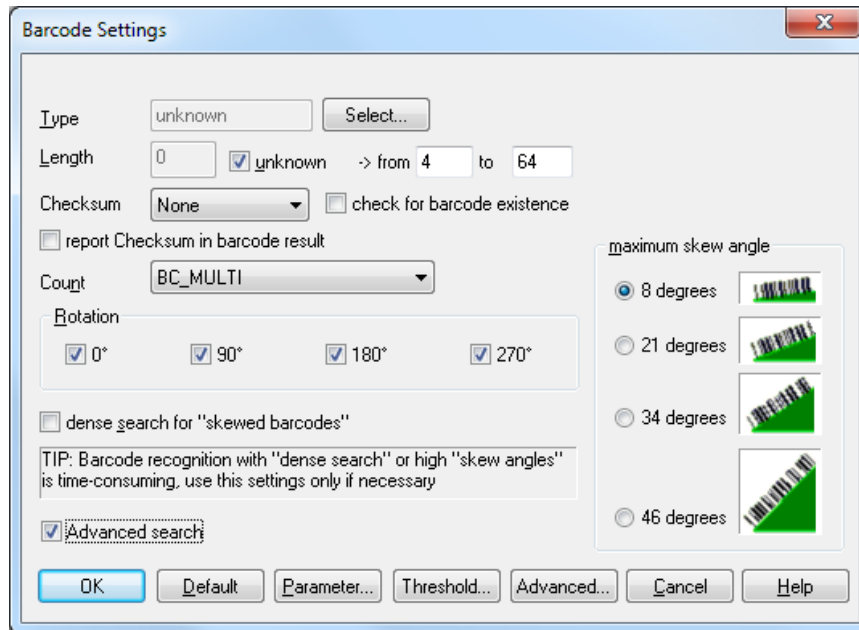 Barcode Settings
Type unknown Select...
Length 0 unknown -> from 4 to 64
Checksum None check for barcode existence
report Checksum in barcode result
Count BC_MULTI
Rotation
0° 90° 180° 270°
dense search for "skewed barcodes"
TIP: Barcode recognition with "dense search" or high "skew angles"
is time-consuming, use this settings only if necessary
Advanced search
maximum skew angle
8 degrees
21 degrees
34 degrees
46 degrees
OK Default Parameter... Threshold... Advanced... Cancel Help